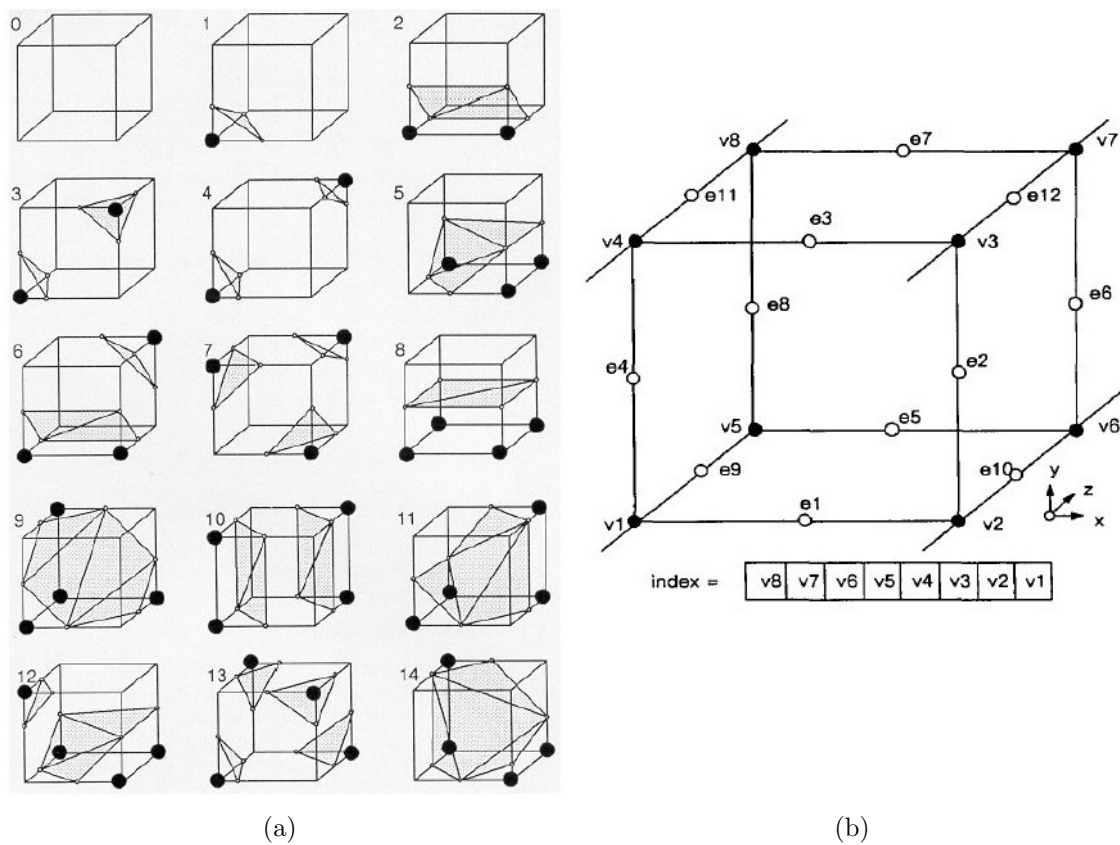 0 1 2
3 4 5
6 7 8
9 10 11
12 13 14
(a)
v8 e7 v7
e11 e12
v4 e3 v3
e8 e6
e4 e2
v5 e5 v6
e9 e10
y z x
v1 e1 v2
index = v8 v7 v6 v5 v4 v3 v2 v1
(b)